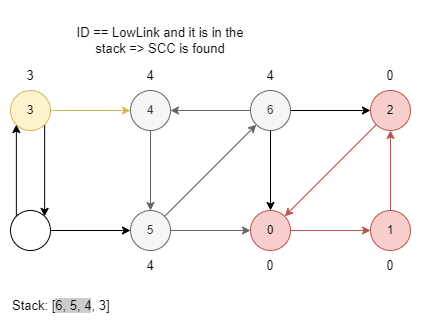 ID == LowLink and it is in the
stack => SCC is found
3 4 4 0
3 4 6 2
5 0 1
4 0 0
Stack: [6, 5, 4, 3]